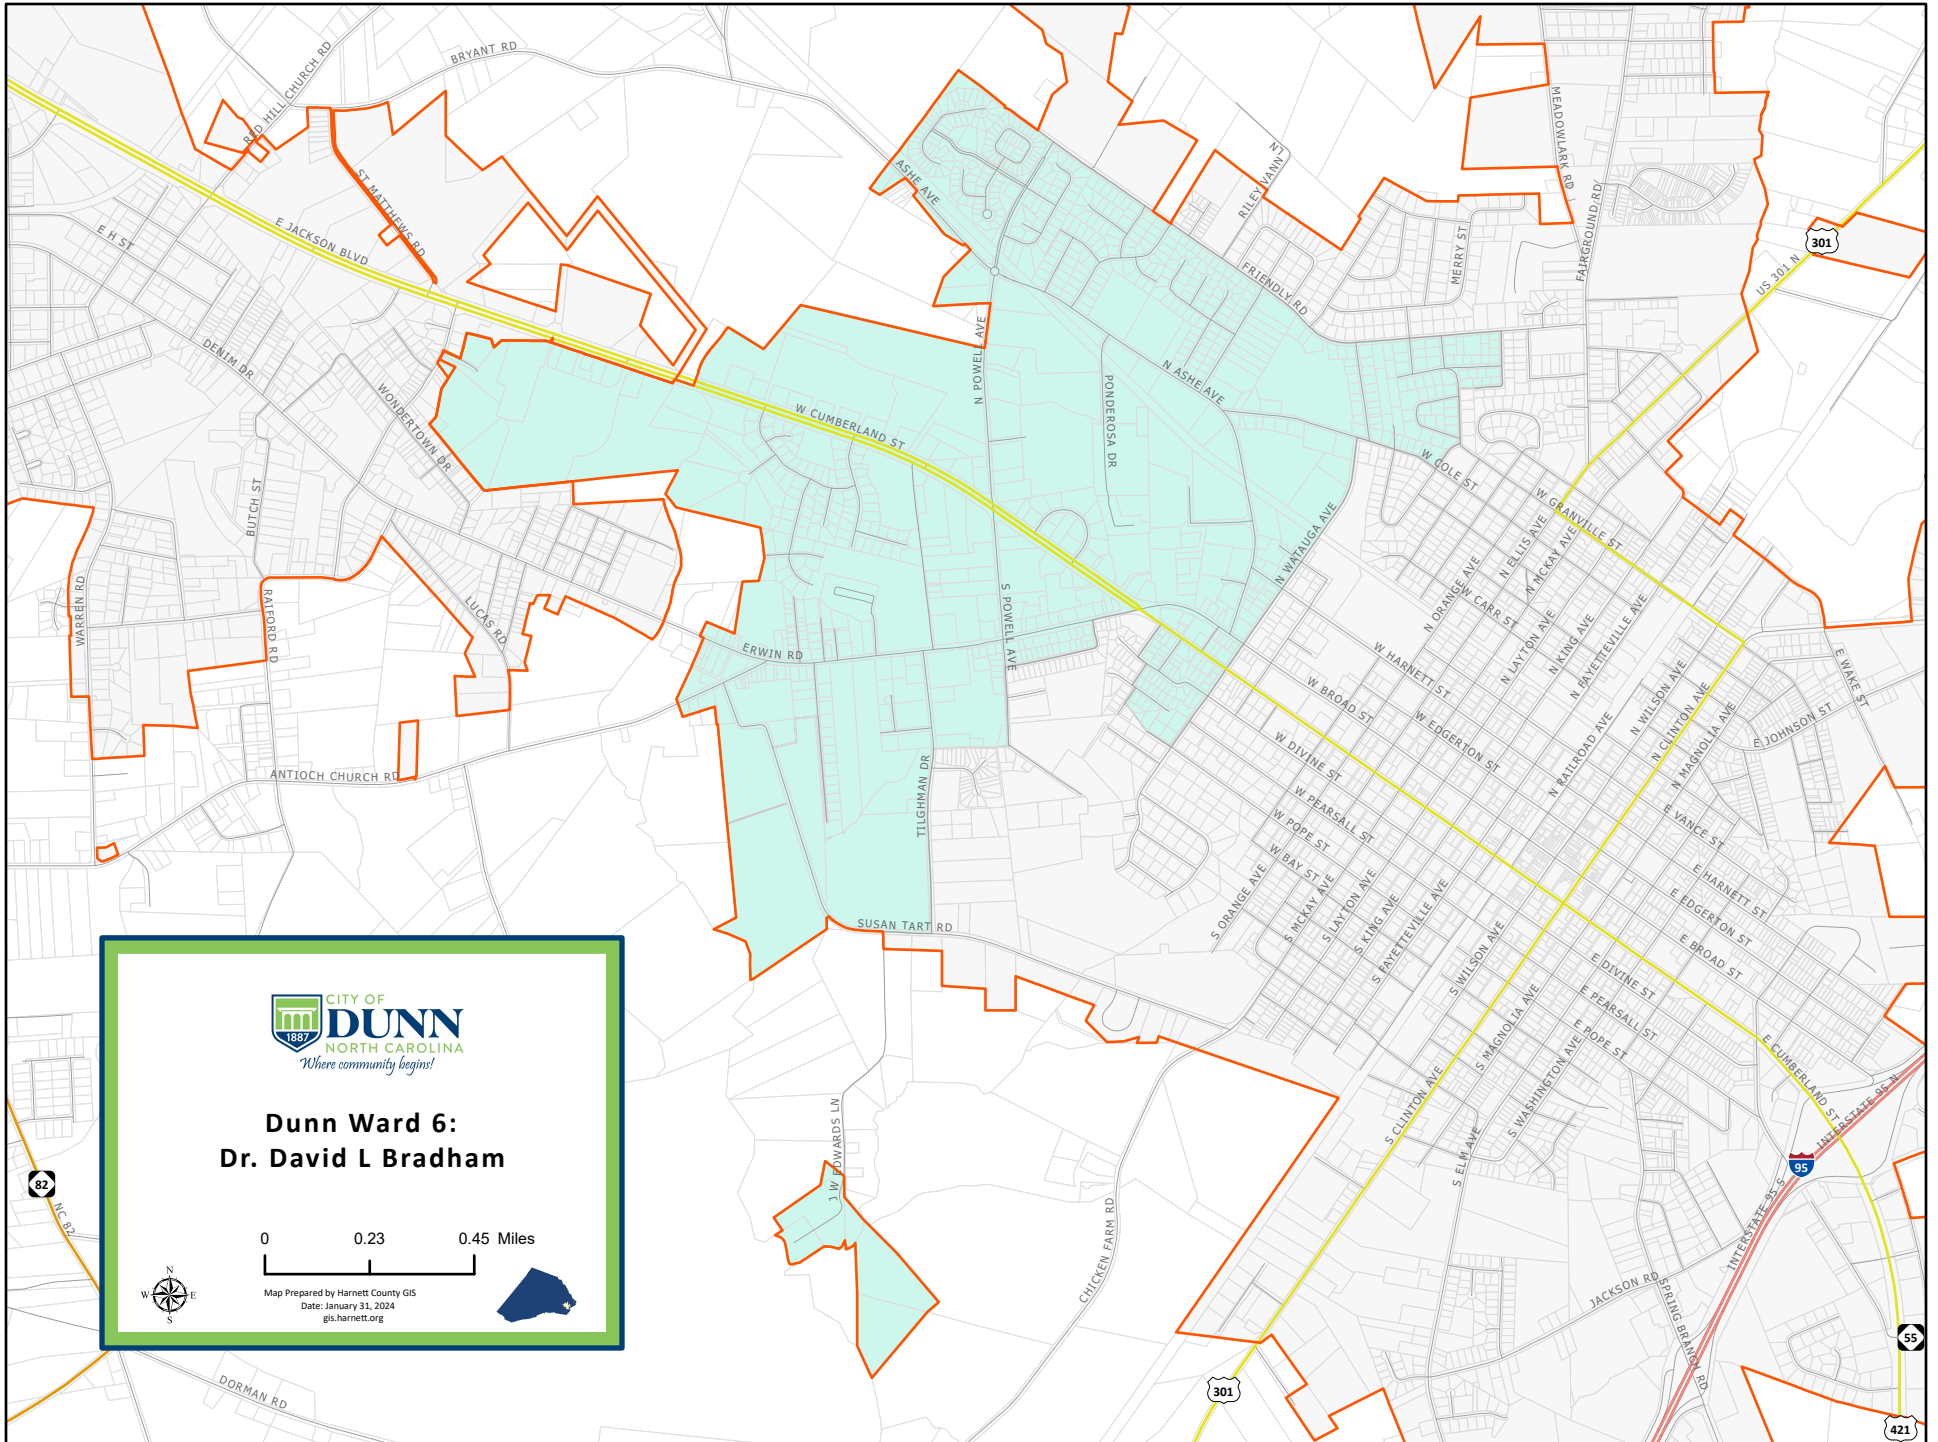 BRYANT RD
RED HILL CHURCH RD
ST MATTHEWS RD
E JACKSON BLVD
E H ST
DENIM DR
WONDERTOWN DR
BUTCH ST
WARREN RD
RAIFORD RD
LUCAS RD
ANTIOCH CHURCH RD
ERWIN RD
ASHE AVE
N POWELL AVE
W CUMBERLAND ST
PONDEROSA DR
N ASHE AVE
FRIENDLY RD
RILEY VANN LN
MERRY ST
MEADOWLARK RD
FAIRGROUND RD
US 301 N
301
W COLE ST
W GRANVILLE ST
N WATAUGA AVE
S POWELL AVE
TILGHMAN DR
SUSAN TART RD
N ORANGE AVE
N ELLIS AVE
N MCKAY AVE
W CARR ST
N LAYTON AVE
N KING AVE
N FAYETTEVILLE AVE
W HARNETT ST
W BROAD ST
W EDGERTON ST
W DIVINE ST
W PEARSALL ST
W POPE ST
W BAY ST
N RAILROAD AVE
N WILSON AVE
N CLINTON AVE
N MAGNOLIA AVE
E WAKE ST
E JOHNSON ST
E VANCE ST
E HARNETT ST
E EDGERTON ST
E BROAD ST
E DIVINE ST
E PEARSALL ST
E POPE ST
S ORANGE AVE
S MCKAY AVE
S LAYTON AVE
S KING AVE
S FAYETTEVILLE AVE
S WILSON AVE
S MAGNOLIA AVE
S WASHINGTON AVE
S CLINTON AVE
S ELM AVE
E CUMBERLAND ST
INTERSTATE 95 N
95
INTERSTATE 95 S
JACKSON RD
SPRING BRANCH RD
55
421
301
CHICKEN FARM RD
J W EDWARDS LN
82
NC 82
DORMAN RD
CITY OF
DUNN
NORTH CAROLINA
1887
Where community begins!
Dunn Ward 6:
Dr. David L Bradham
0 0.23 0.45 Miles
N
W E
S
Map Prepared by Harnett County GIS
Date: January 31, 2024
gis.harnett.org